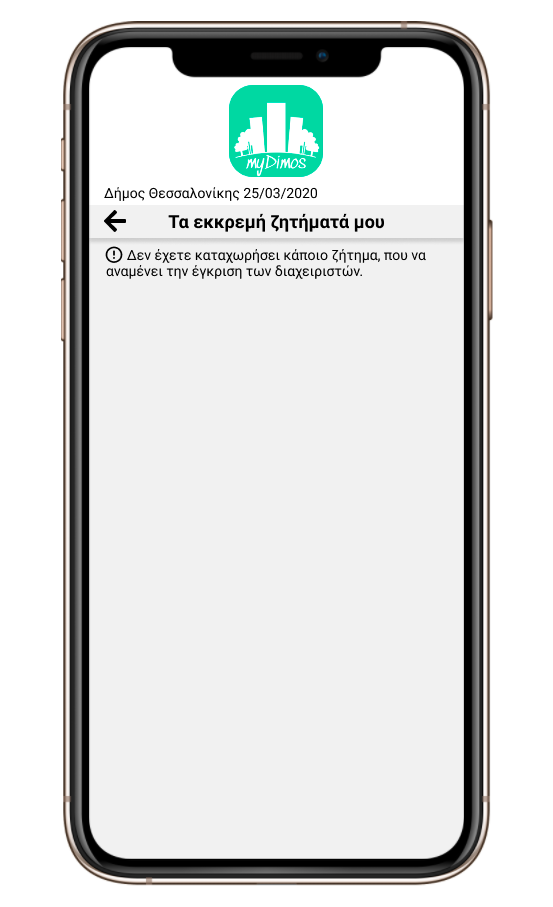 myDimos
Δήμος Θεσσαλονίκης 25/03/2020
Τα εκκρεμή ζητήματά μου
Δεν έχετε καταχωρήσει κάποιο ζήτημα, που να
αναμένει την έγκριση των διαχειριστών.